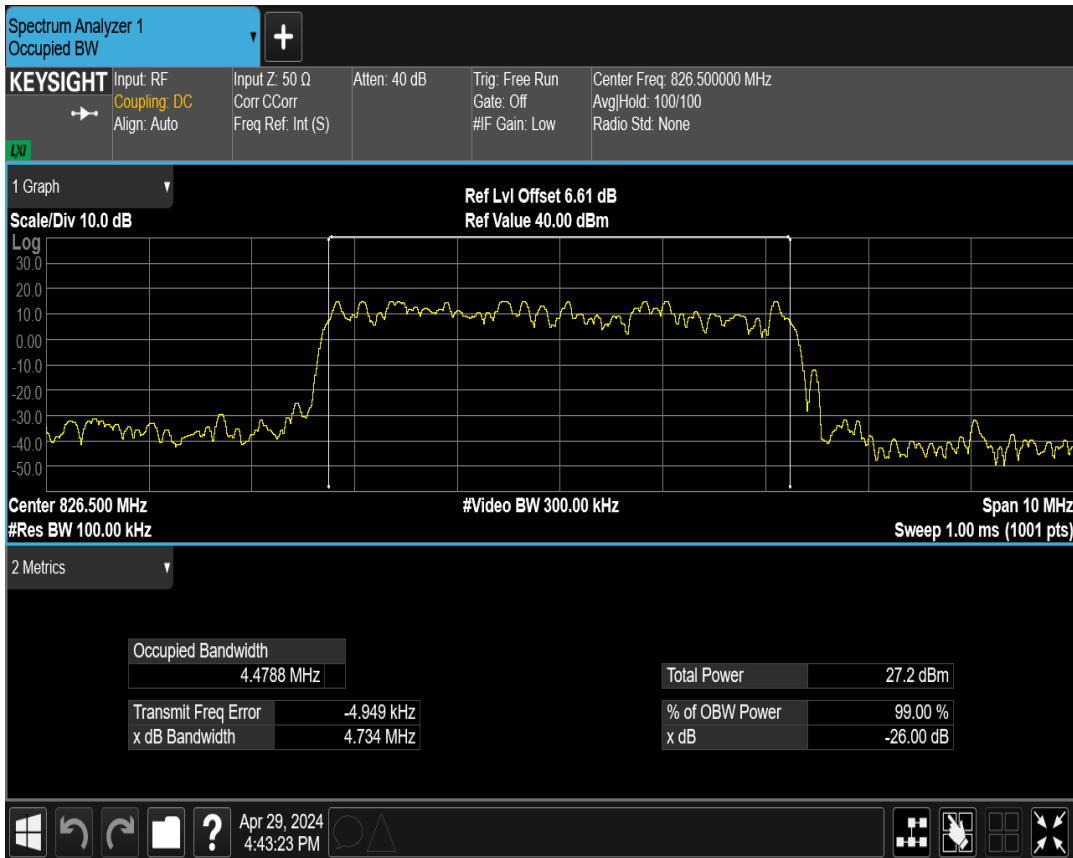 Spectrum Analyzer 1
Occupied BW
+
KEYSIGHT
LXI
Input: RF
Coupling: DC
Align: Auto
Input Z: 50 Ω
Corr CCorr
Freq Ref: Int (S)
Atten: 40 dB
Trig: Free Run
Gate: Off
#IF Gain: Low
Center Freq: 826.500000 MHz
Avg|Hold: 100/100
Radio Std: None
1 Graph
Scale/Div 10.0 dB
Ref Lvl Offset 6.61 dB
Ref Value 40.00 dBm
Log
30.0
20.0
10.0
0.00
-10.0
-20.0
-30.0
-40.0
-50.0
Center 826.500 MHz
#Video BW 300.00 kHz
Span 10 MHz
#Res BW 100.00 kHz
Sweep 1.00 ms (1001 pts)
2 Metrics
Occupied Bandwidth
4.4788 MHz
Total Power 27.2 dBm
Transmit Freq Error -4.949 kHz
% of OBW Power 99.00 %
x dB Bandwidth 4.734 MHz
x dB -26.00 dB
?
Apr 29, 2024
4:43:23 PM